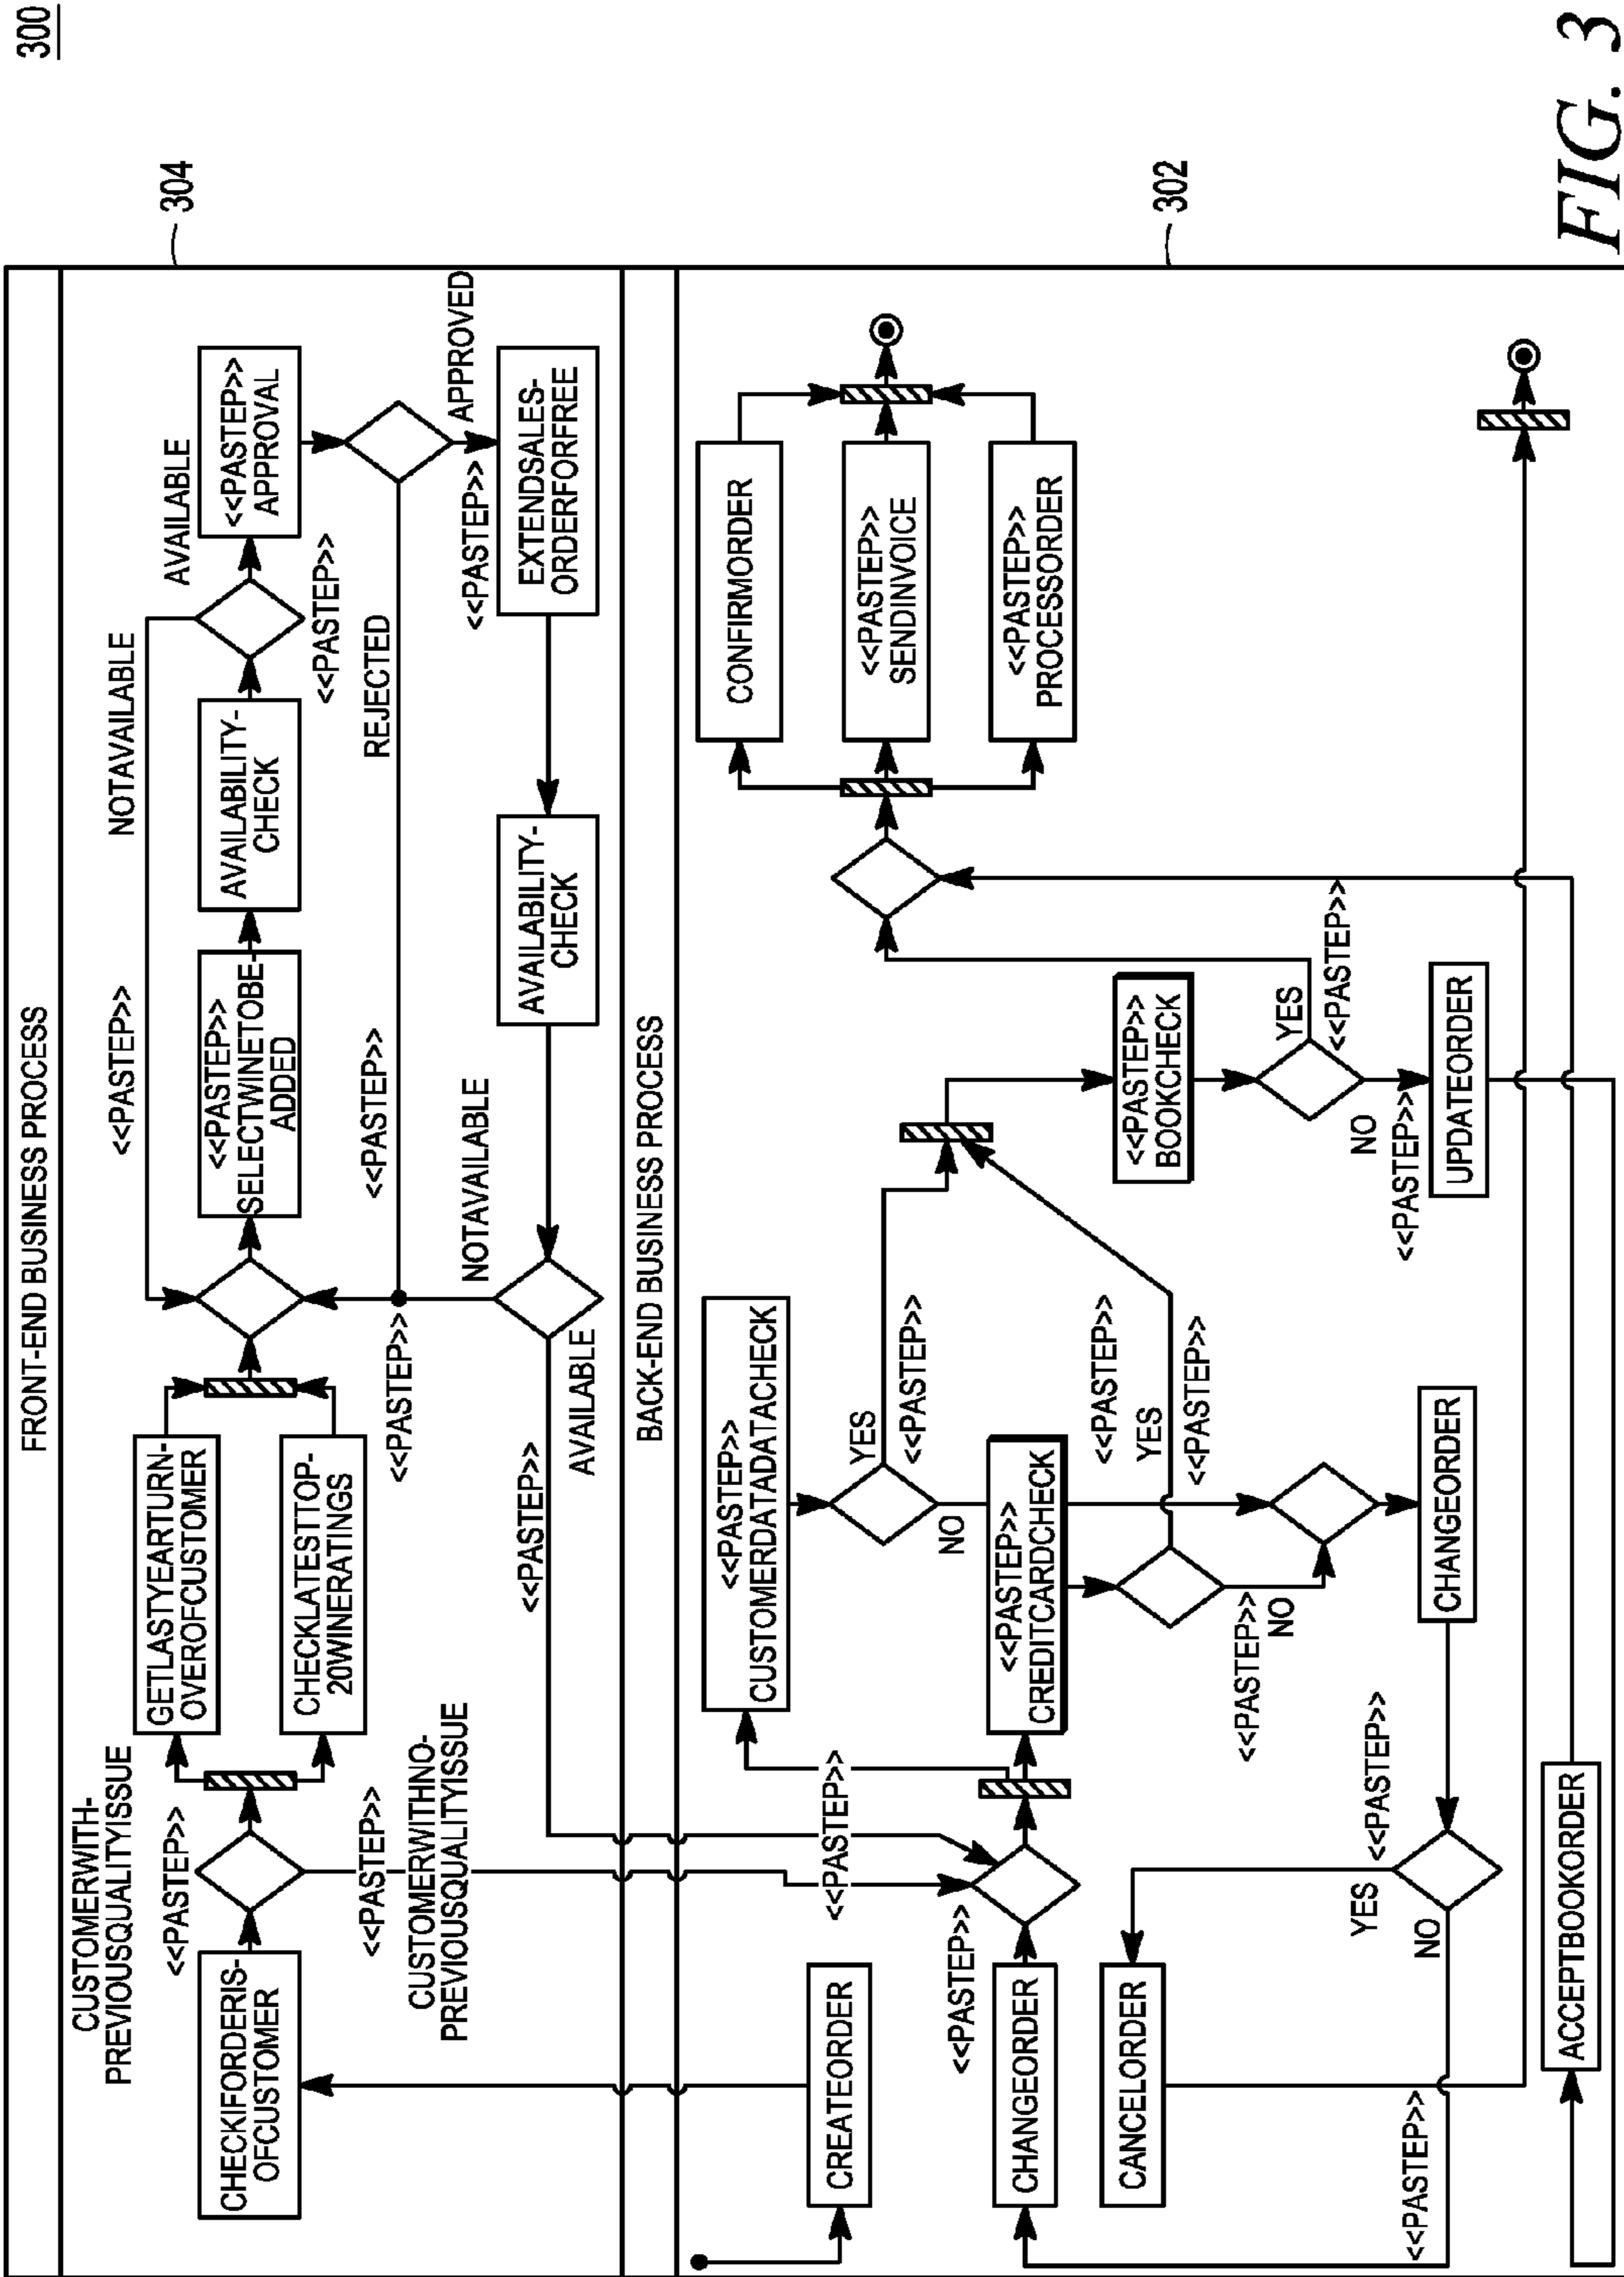 300
FRONT-END BUSINESS PROCESS
304
CUSTOMERWITH-
PREVIOUSQUALITYISSUE
<<PASTEP>>
CHECKIFORDERIS-
OFCUSTOMER
<<PASTEP>>
CUSTOMERWITHNO-
PREVIOUSQUALITYISSUE
GETLASTYEARTURN-
OVEROFCUSTOMER
CHECKLATESTTOP-
20WINERATINGS
<<PASTEP>>
NOTAVAILABLE
<<PASTEP>>
SELECTWINETOBE-
ADDED
AVAILABILITY-
CHECK
AVAILABLE
<<PASTEP>>
<<PASTEP>>
APPROVAL
<<PASTEP>>
REJECTED
<<PASTEP>>
APPROVED
<<PASTEP>>
EXTENDSALES-
ORDERFORFREE
AVAILABILITY-
CHECK
NOTAVAILABLE
<<PASTEP>>
AVAILABLE
BACK-END BUSINESS PROCESS
302
CREATEORDER
<<PASTEP>>
<<PASTEP>>
CHANGEORDER
CANCELORDER
<<PASTEP>>
CUSTOMERDATADATACHECK
YES
<<PASTEP>>
NO
<<PASTEP>>
CREDITCARDCHECK
<<PASTEP>>
YES
<<PASTEP>>
<<PASTEP>>
NO
CHANGEORDER
<<PASTEP>>
YES
NO
<<PASTEP>>
<<PASTEP>>
BOOKCHECK
YES
<<PASTEP>>
NO
<<PASTEP>>
UPDATEORDER
ACCEPTBOOKORDER
CONFIRMORDER
<<PASTEP>>
SENDINVOICE
<<PASTEP>>
PROCESSORDER
FIG. 3